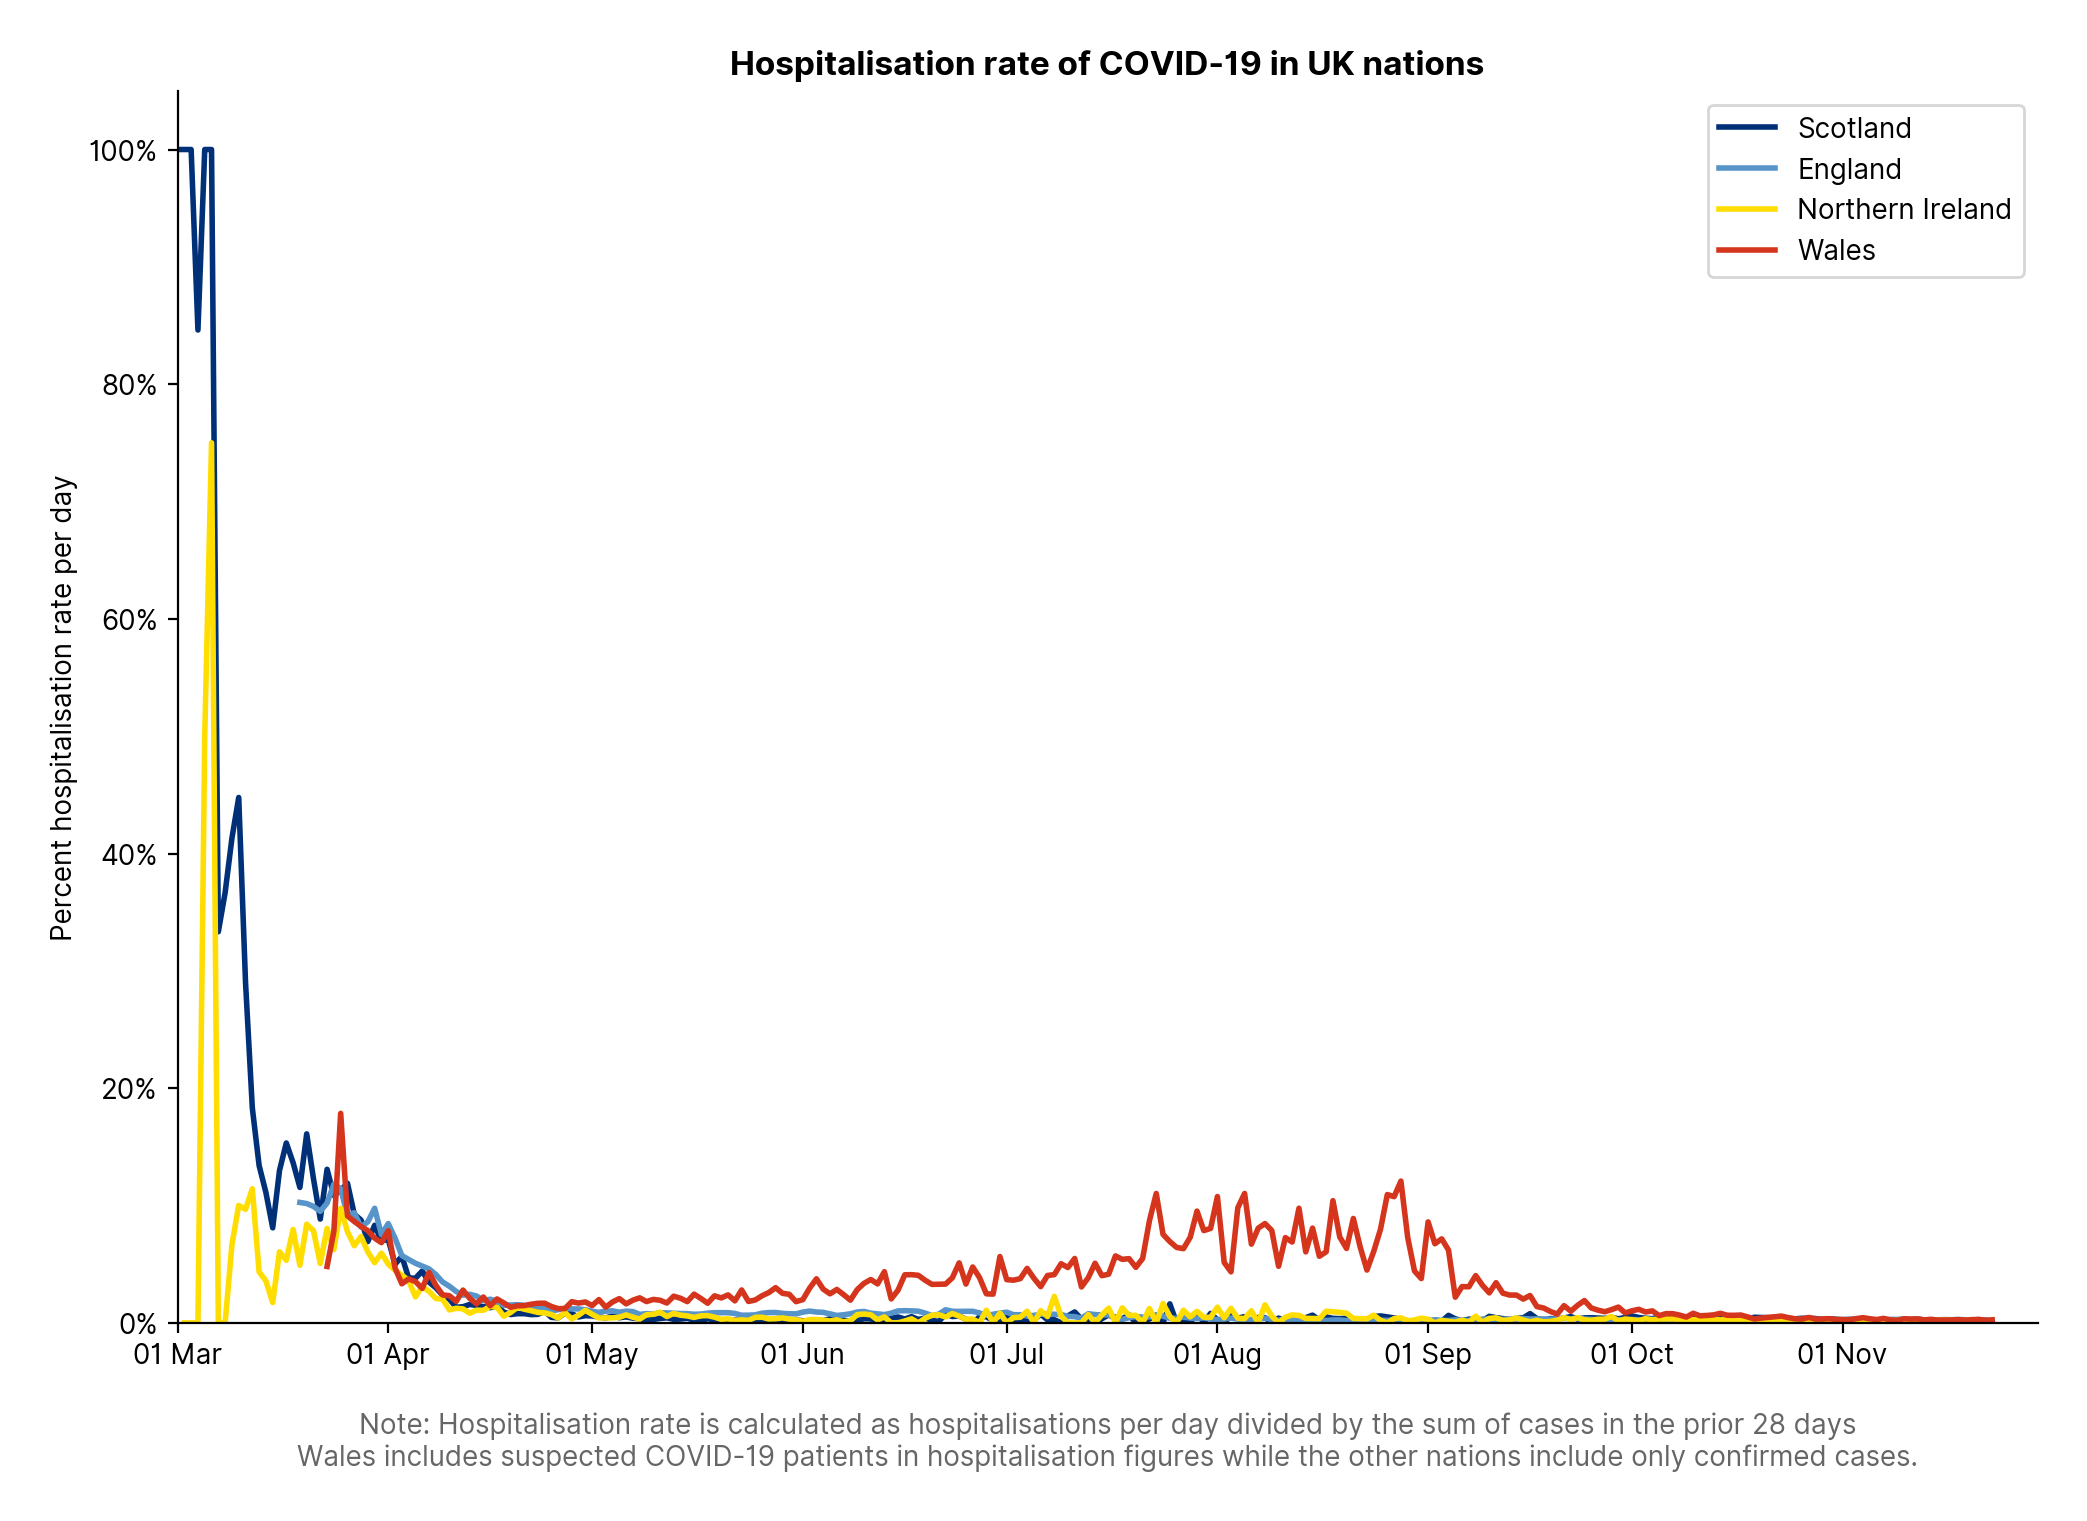 Hospitalisation rate of COVID-19 in UK nations
Scotland
England
Northern Ireland
Wales
Percent hospitalisation rate per day
100%
80%
60%
40%
20%
0%
01 Mar
01 Apr
01 May
01 Jun
01 Jul
01 Aug
01 Sep
01 Oct
01 Nov
Note: Hospitalisation rate is calculated as hospitalisations per day divided by the sum of cases in the prior 28 days
Wales includes suspected COVID-19 patients in hospitalisation figures while the other nations include only confirmed cases.